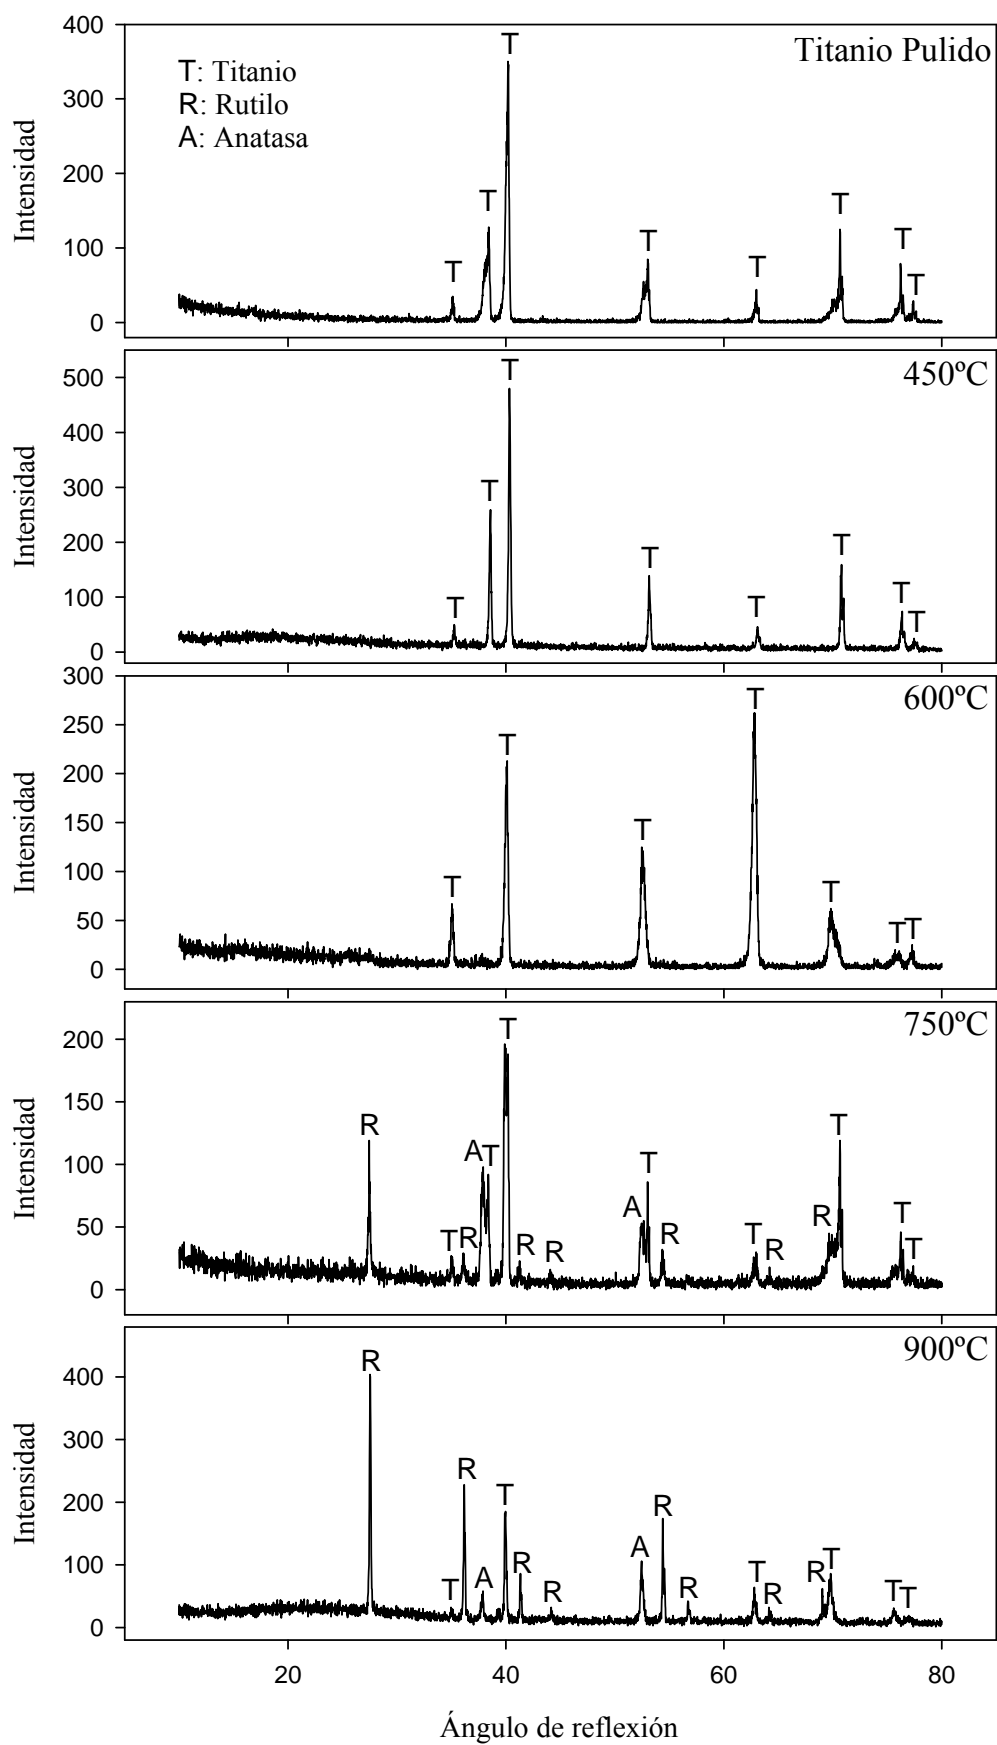 Titanio Pulido
T: Titanio
R: Rutilo
A: Anatasa
Intensidad
400
300
200
100
0
T T T T T T T T
450ºC
Intensidad
500
400
300
200
100
0
T T T T T T T T
600ºC
Intensidad
300
250
200
150
100
50
0
T T T T T T T
750ºC
Intensidad
200
150
100
50
0
R T R A T T R R A T R T R R T T T
900ºC
Intensidad
400
300
200
100
0
R T R A T R R A R R T R R T T T
20 40 60 80
Ángulo de reflexión